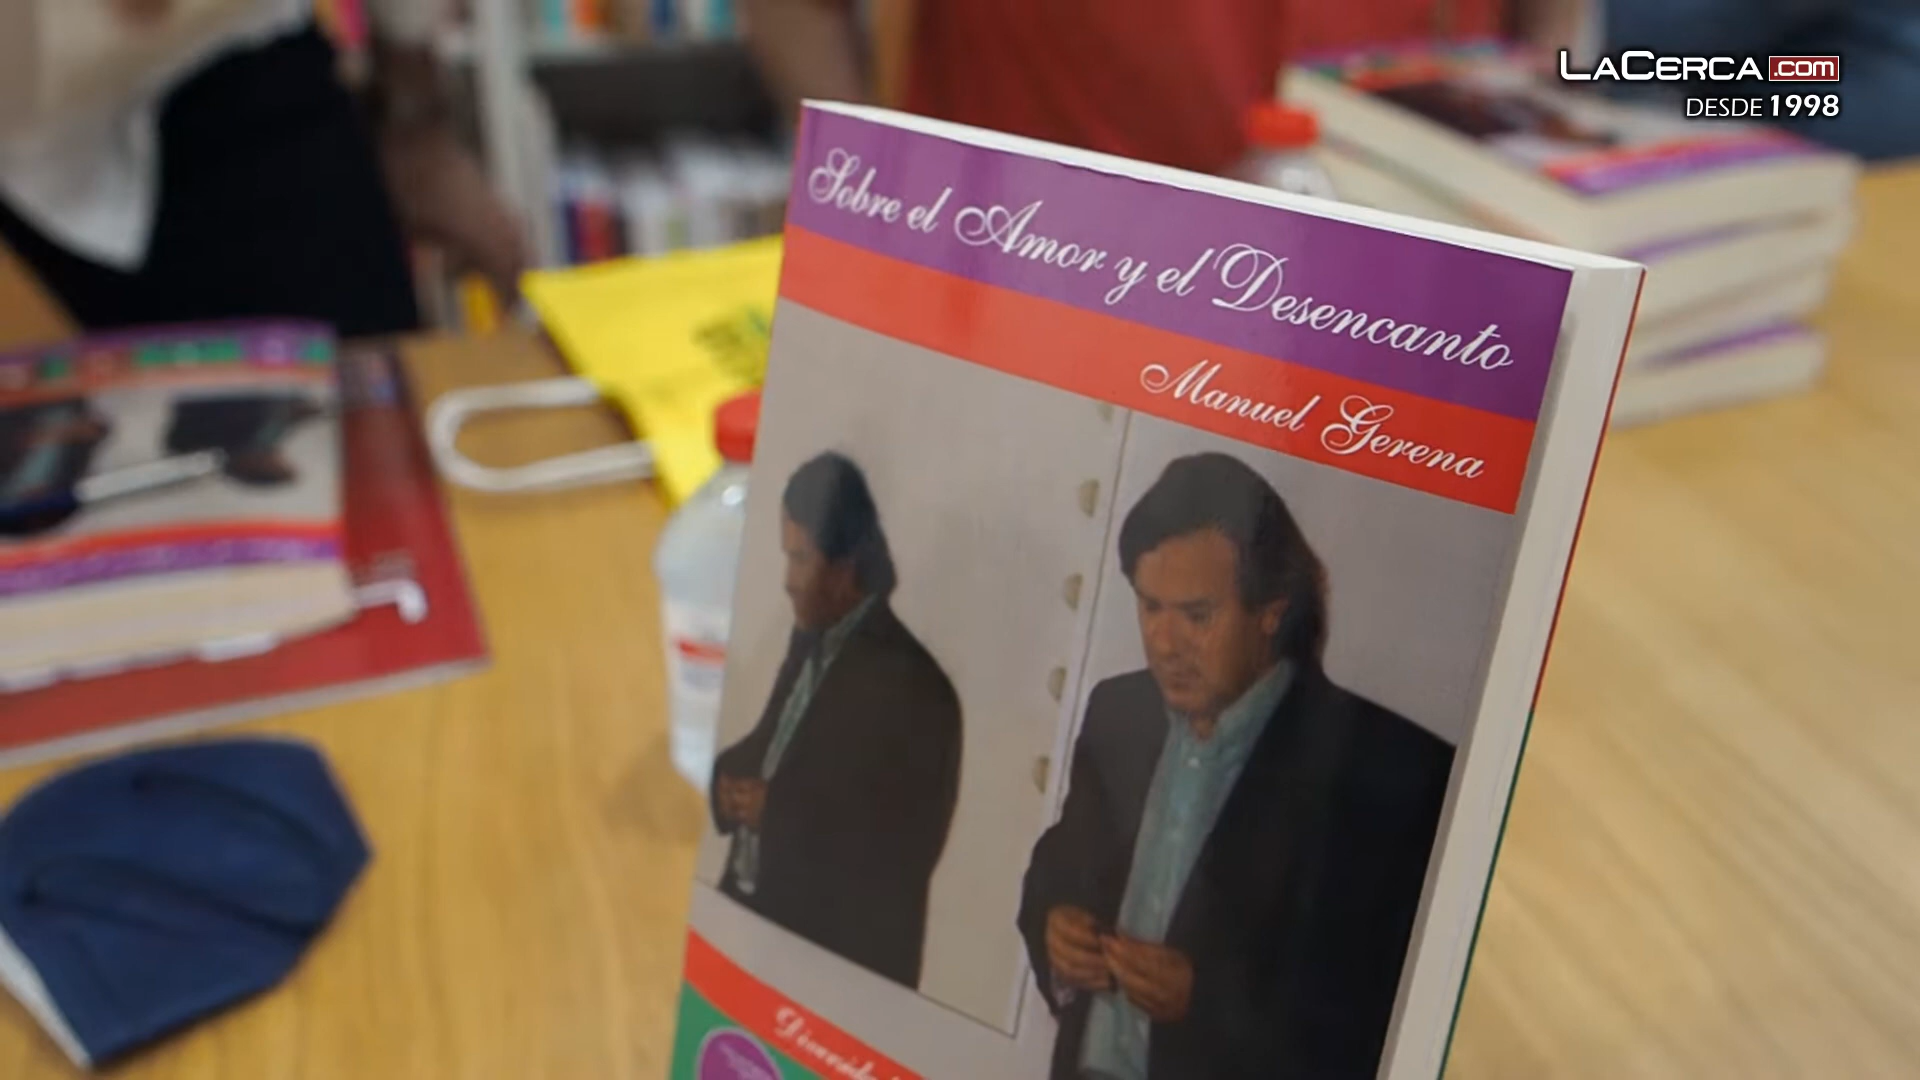 LaCerca.com
DESDE 1998
Sobre el Amor y el Desencanto
Manuel Gerena